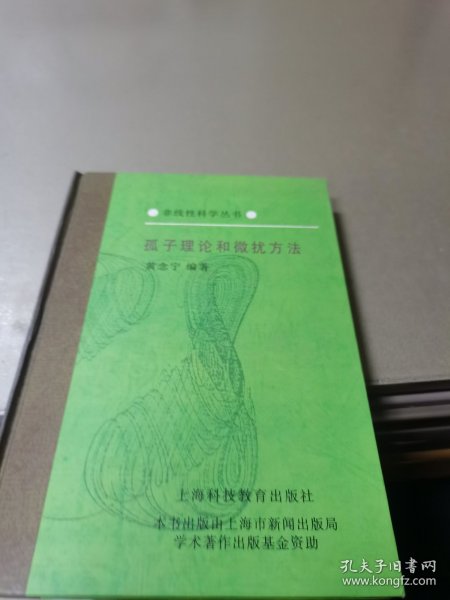 ● 非线性科学丛书 ●
孤子理论和微扰方法
黄念宁 编著
上海科技教育出版社
本书出版由上海市新闻出版局
学术著作出版基金资助
孔夫子旧书网
www.kongfz.com